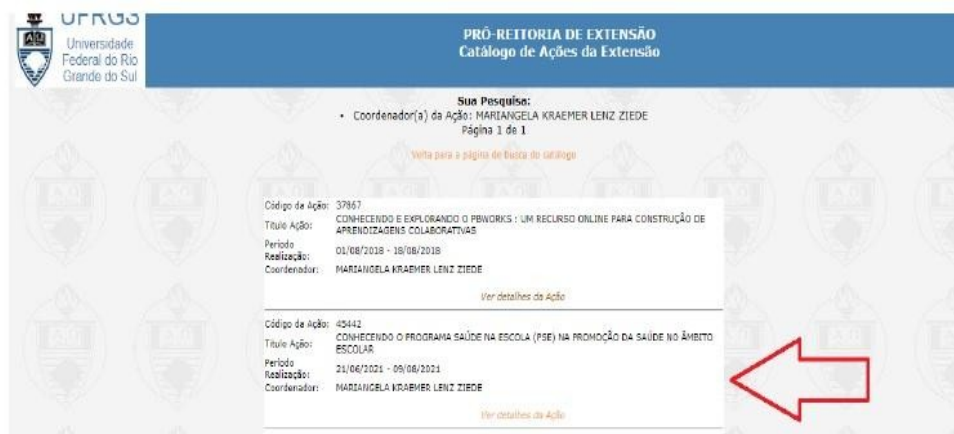 UFRGS
Universidade
Federal do Rio
Grande do Sul
PRÓ-REITORIA DE EXTENSÃO
Catálogo de Ações da Extensão
Sua Pesquisa:
• Coordenador(a) da Ação: MARIANGELA KRAEMER LENZ ZIEDE
Página 1 de 1
Volta para a página de busca do catálogo
Código da Ação: 37867
Título Ação: CONHECENDO E EXPLORANDO O PBWORKS : UM RECURSO ONLINE PARA CONSTRUÇÃO DE
APRENDIZAGENS COLABORATIVAS
Período
Realização: 01/08/2018 - 18/08/2018
Coordenador: MARIANGELA KRAEMER LENZ ZIEDE
Ver detalhes da Ação
Código da Ação: 45442
Título Ação: CONHECENDO O PROGRAMA SAÚDE NA ESCOLA (PSE) NA PROMOÇÃO DA SAÚDE NO ÂMBITO
ESCOLAR
Período
Realização: 21/06/2021 - 09/08/2021
Coordenador: MARIANGELA KRAEMER LENZ ZIEDE
Ver detalhes da Ação